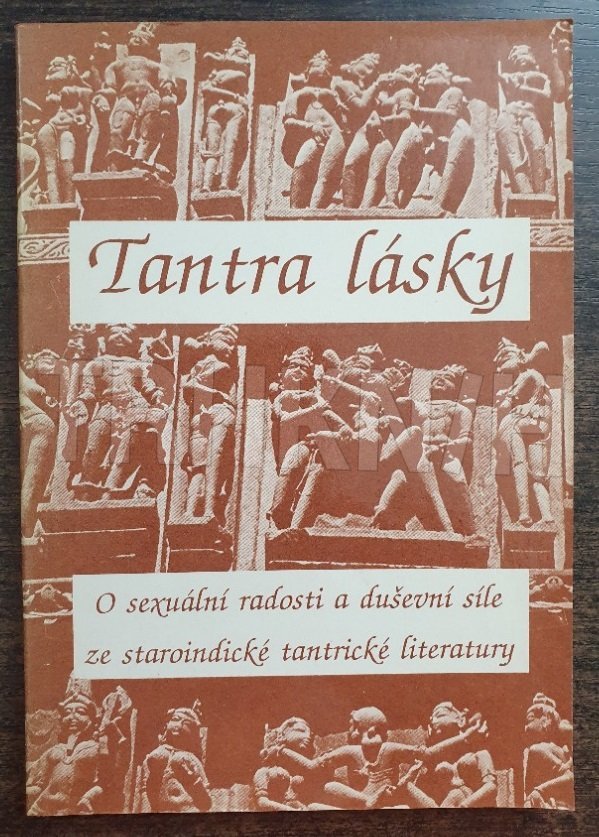 Tantra lásky
O sexuální radosti a duševní síle
ze staroindické tantrické literatury